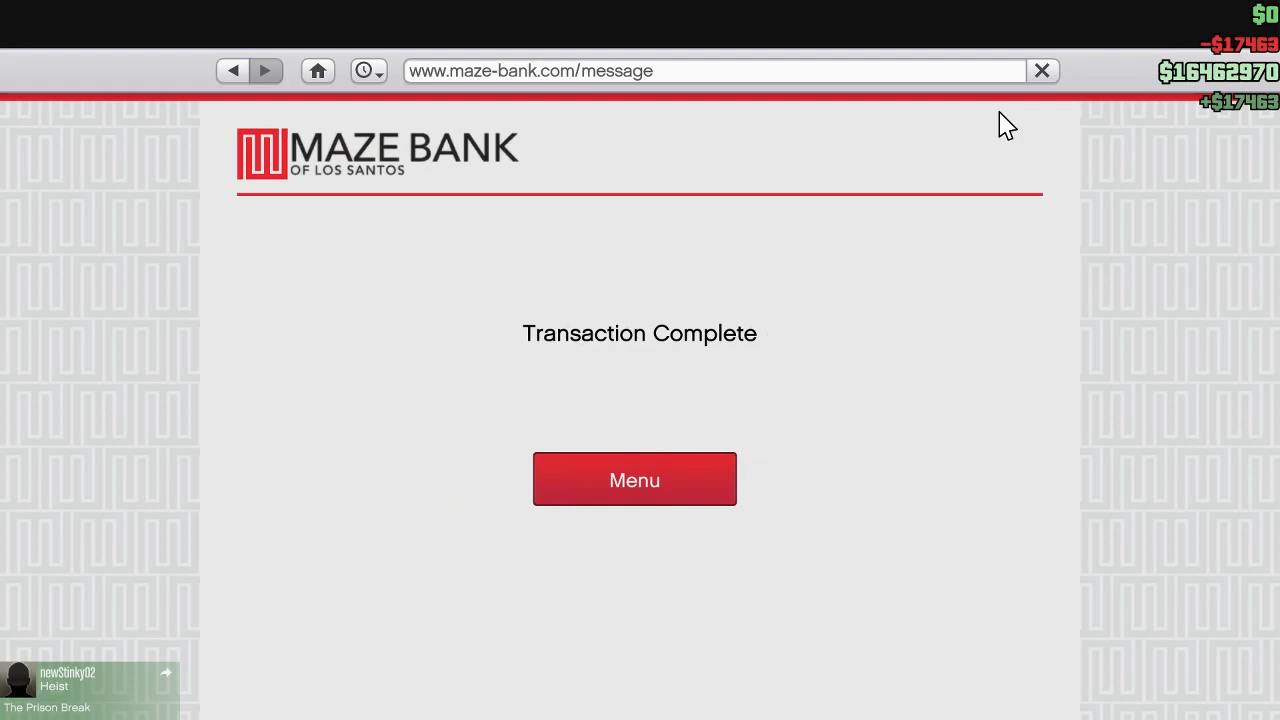 $0
-$17463
www.maze-bank.com/message
$16462970
+$17463
MAZE BANK
OF LOS SANTOS
Transaction Complete
Menu
newStinky02
Heist
The Prison Break